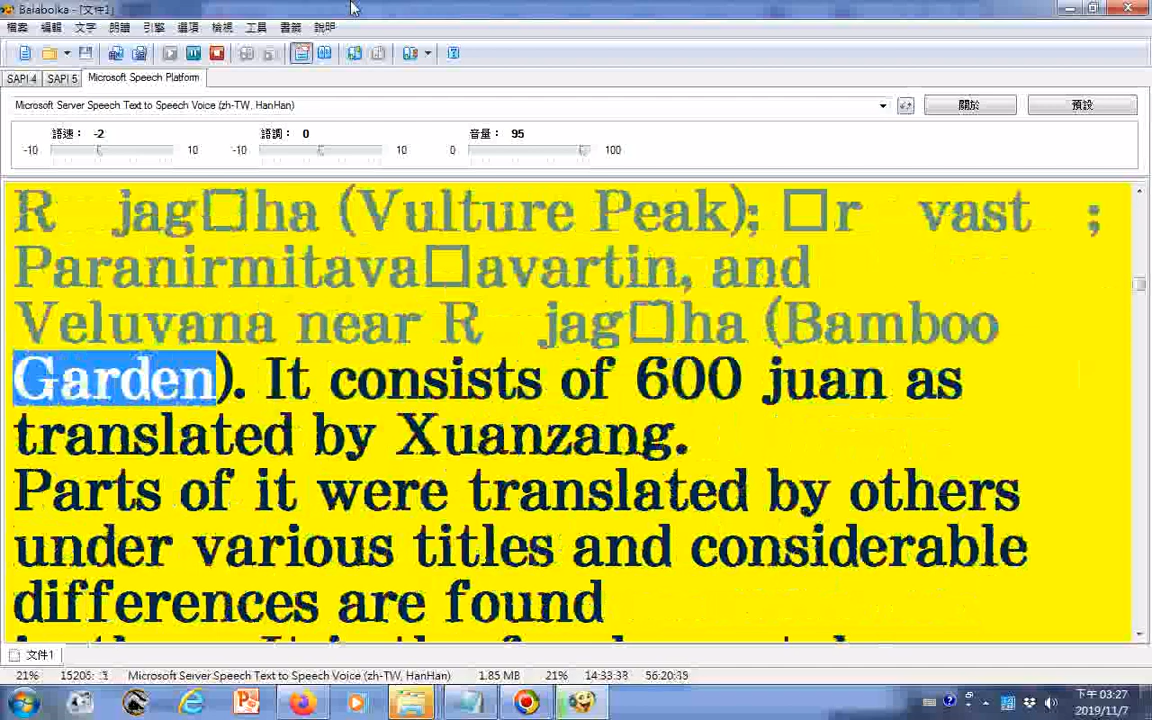 Balabolka - [文件1]
檔案 編輯 文字 朗讀 引擎 選項 檢視 工具 書籤 說明
SAPI 4 SAPI 5 Microsoft Speech Platform
Microsoft Server Speech Text to Speech Voice (zh-TW, HanHan) 關於 預設
語速： -2 語調： 0 音量： 95
-10 10 -10 10 0 100
R jag□ha (Vulture Peak); □r vast ;
Paranirmitava□avartin, and
Veluvana near R jag□ha (Bamboo
Garden). It consists of 600 juan as
translated by Xuanzang.
Parts of it were translated by others
under various titles and considerable
differences are found
文件1
21% Microsoft Server Speech Text to Speech Voice (zh-TW, HanHan) 1.85 MB 21% 14:33:38
下午 03:27
2019/11/7